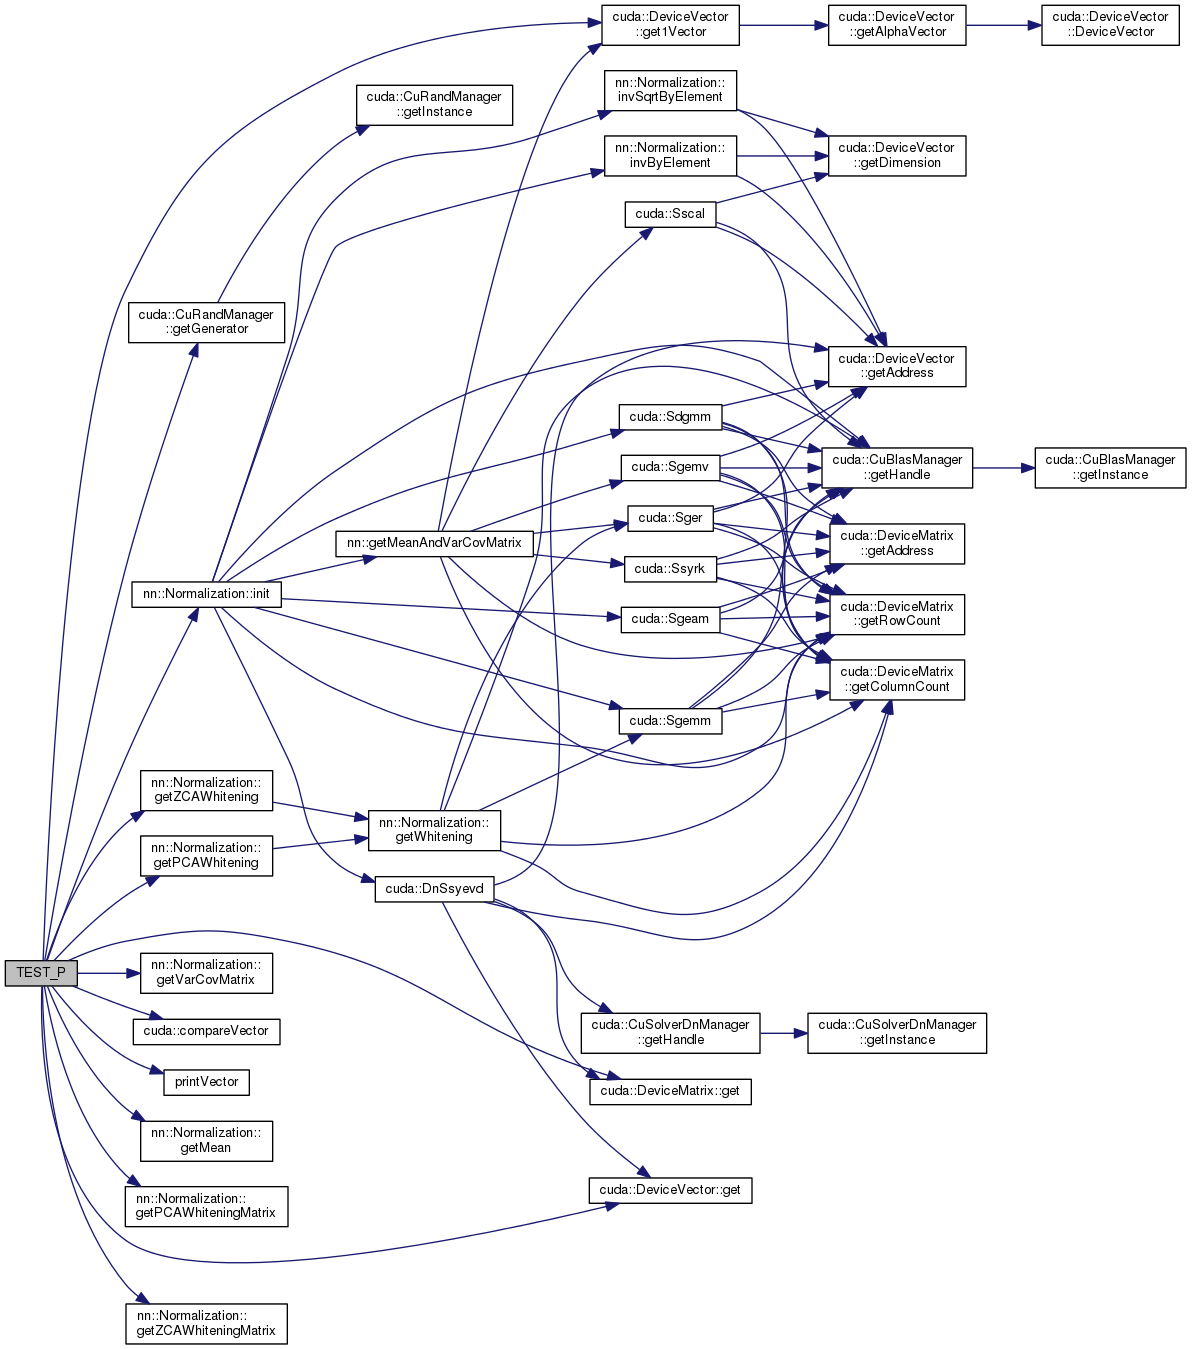 cuda::DeviceVector
::get1Vector
cuda::DeviceVector
::getAlphaVector
cuda::DeviceVector
::DeviceVector
cuda::CuRandManager
::getInstance
nn::Normalization::
invSqrtByElement
nn::Normalization::
invByElement
cuda::DeviceVector
::getDimension
cuda::Sscal
cuda::CuRandManager
::getGenerator
cuda::DeviceVector
::getAddress
cuda::Sdgmm
cuda::Sgemv
cuda::CuBlasManager
::getHandle
cuda::CuBlasManager
::getInstance
cuda::Sger
nn::getMeanAndVarCovMatrix
cuda::DeviceMatrix
::getAddress
cuda::Ssyrk
nn::Normalization::init
cuda::Sgeam
cuda::DeviceMatrix
::getRowCount
cuda::DeviceMatrix
::getColumnCount
cuda::Sgemm
nn::Normalization::
getZCAWhitening
nn::Normalization::
getWhitening
nn::Normalization::
getPCAWhitening
cuda::DnSsyevd
TEST_P
nn::Normalization::
getVarCovMatrix
cuda::compareVector
cuda::CuSolverDnManager
::getHandle
cuda::CuSolverDnManager
::getInstance
printVector
cuda::DeviceMatrix::get
nn::Normalization::
getMean
nn::Normalization::
getPCAWhiteningMatrix
cuda::DeviceVector::get
nn::Normalization::
getZCAWhiteningMatrix